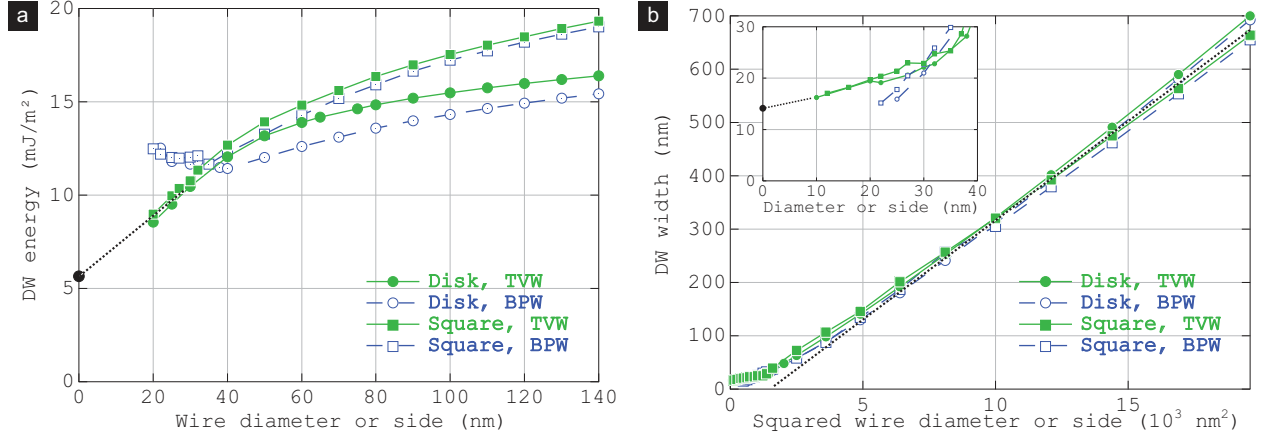 a
20
15
10
5
0
DW energy (mJ/m²)
0 20 40 60 80 100 120 140
Wire diameter or side (nm)
Disk, TVW
Disk, BPW
Square, TVW
Square, BPW
b
700
600
500
400
300
200
100
0
DW width (nm)
0 5 10 15
Squared wire diameter or side (10³ nm²)
30
20
10
0
0 10 20 30 40
Diameter or side (nm)
Disk, TVW
Disk, BPW
Square, TVW
Square, BPW